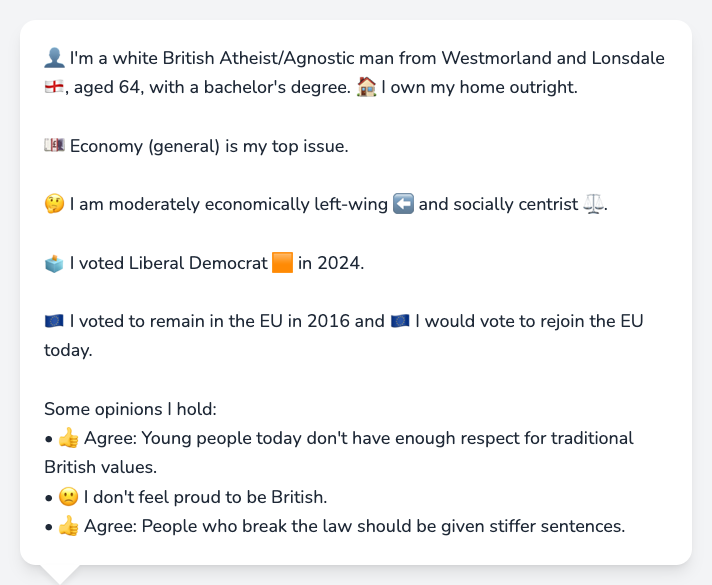 👤 I'm a white British Atheist/Agnostic man from Westmorland and Lonsdale
🏴󠁧󠁢󠁥󠁮󠁧󠁿, aged 64, with a bachelor's degree. 🏠 I own my home outright.
💷 Economy (general) is my top issue.
🤔 I am moderately economically left-wing ⬅️ and socially centrist ⚖️.
🗳️ I voted Liberal Democrat 🟧 in 2024.
🇪🇺 I voted to remain in the EU in 2016 and 🇪🇺 I would vote to rejoin the EU
today.
Some opinions I hold:
• 👍 Agree: Young people today don't have enough respect for traditional
British values.
• 🙁 I don't feel proud to be British.
• 👍 Agree: People who break the law should be given stiffer sentences.